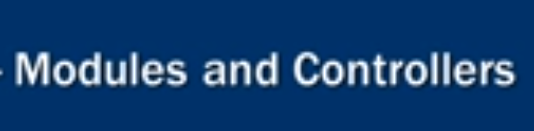 - Modules and Controllers